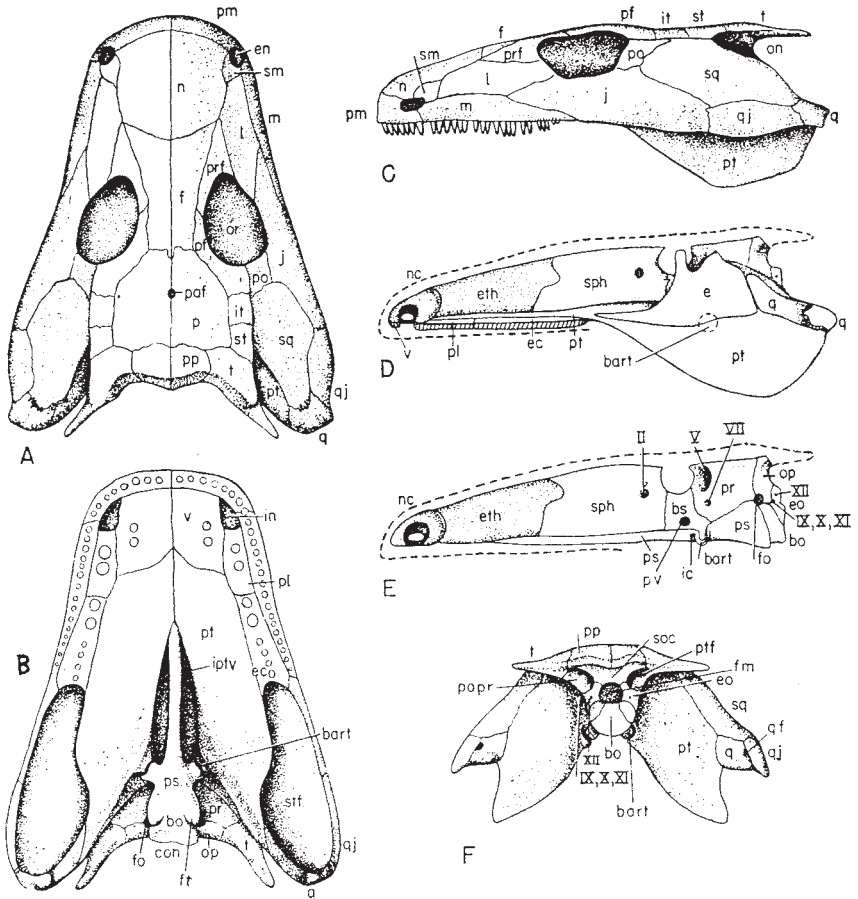 pm
en
sm
n
m
l
prf
f
or
pf
j
po
paf
it
p
sq
st
pp
t
pt
qj
q
A
in
v
pl
B
pt
iptv
eco
bart
ps
srf
pr
bo
fo
con
op
t
qj
ft
q
pf
it
st
t
f
sm
prf
po
on
l
sq
n
pm
m
j
qj
q
pt
C
nc
eth
sph
e
q
q
v
pl
ec
pt
bart
pt
D
II
V
VII
op
nc
pr
XII
sph
eo
eth
bs
IX, X, XI
ps
ps
bart
bo
pv
ic
fo
E
pp
soc
ptf
t
fm
eo
popr
sq
qf
pt
q
qj
bo
XII
IX, X, XI
bart
F